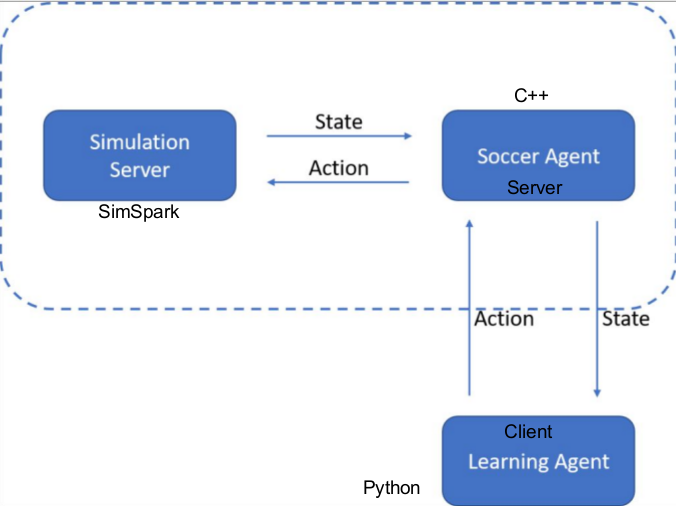 C++
State
Simulation
Server
Action
Soccer Agent
Server
SimSpark
Action
State
Client
Learning Agent
Python